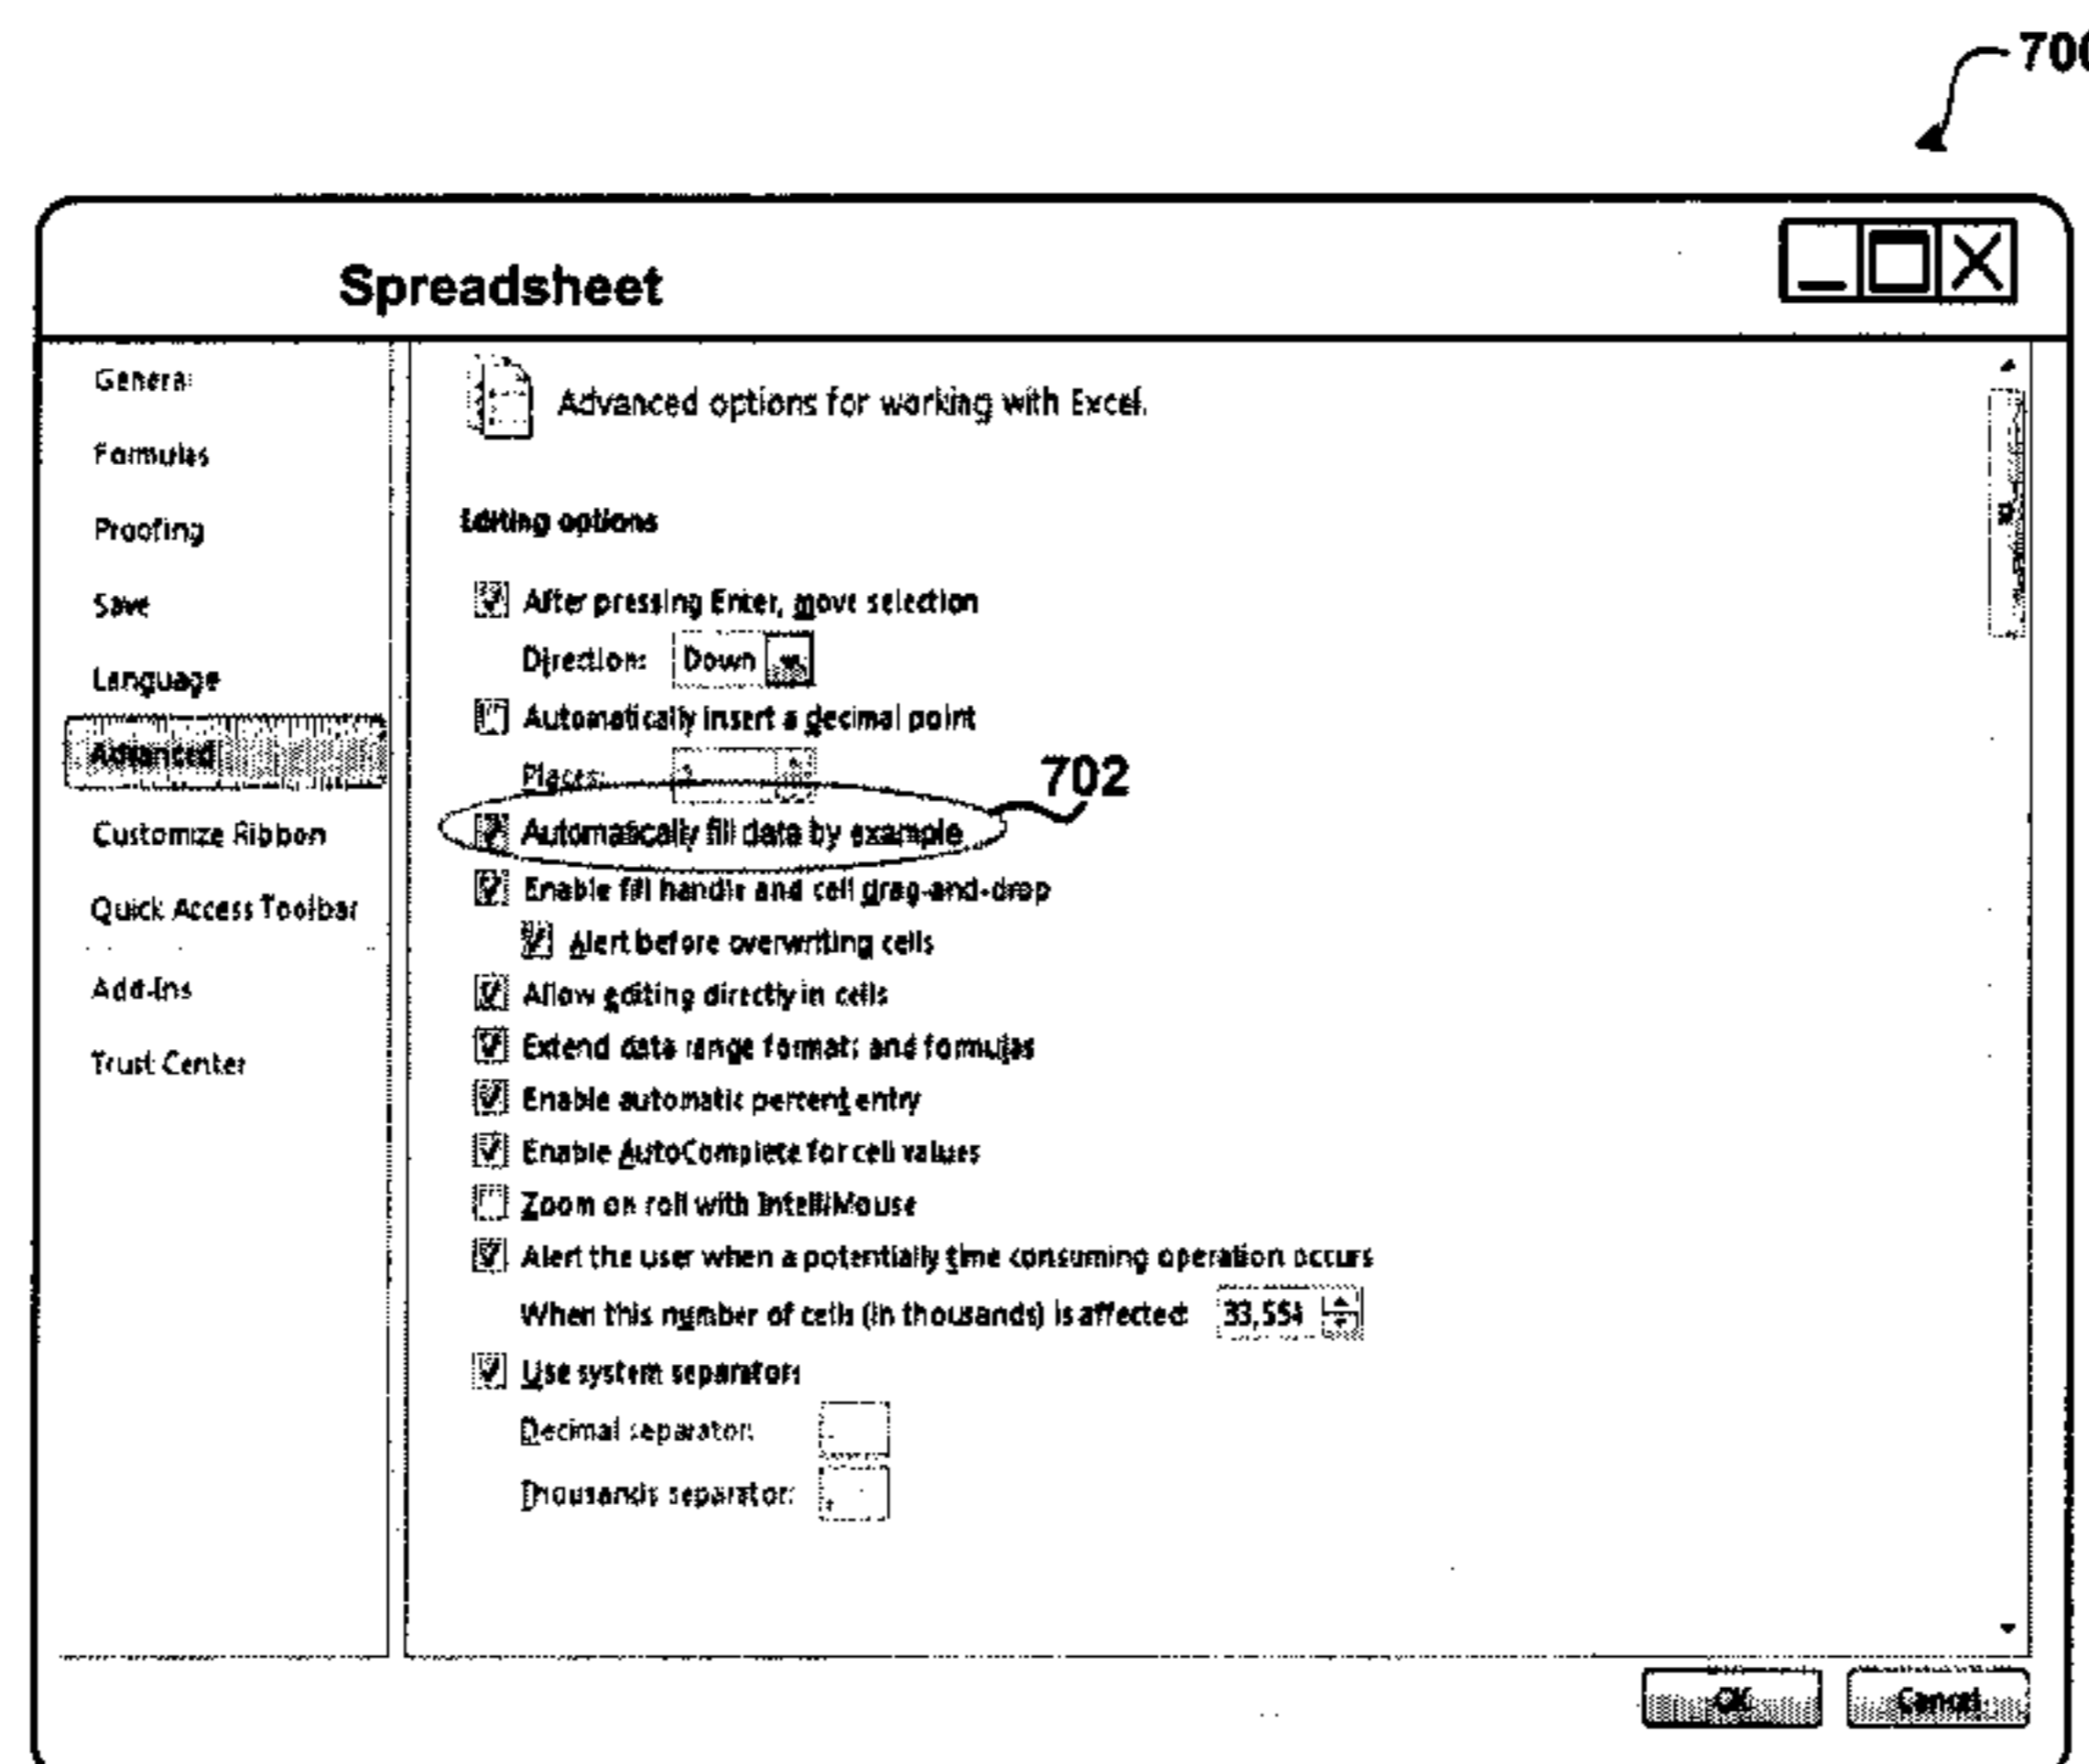 700
Spreadsheet
General
Formulas
Proofing
Save
Language
Advanced
Customize Ribbon
Quick Access Toolbar
Add-Ins
Trust Center
Advanced options for working with Excel.
Editing options
After pressing Enter, move selection
Direction: Down
Automatically insert a decimal point
Places:
702
Automatically fill data by example
Enable fill handle and cell drag-and-drop
Alert before overwriting cells
Allow editing directly in cells
Extend data range formats and formulas
Enable automatic percent entry
Enable AutoComplete for cell values
Zoom on roll with IntelliMouse
Alert the user when a potentially time consuming operation occurs
When this number of cells (in thousands) is affected: 33,554
Use system separators
Decimal separator: .
Thousands separator: ,
OK Cancel